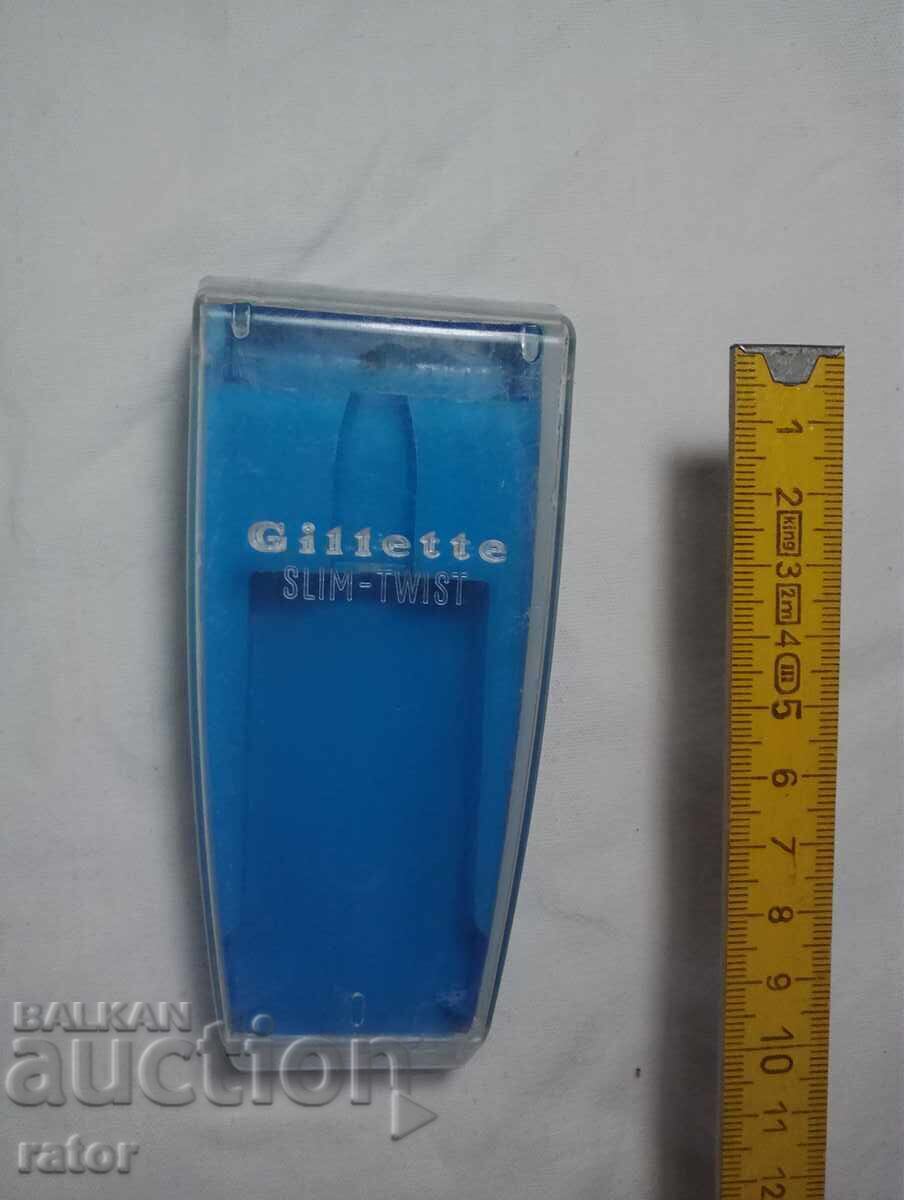 Gillette
SLIM-TWIST
1
2
king
3
2m
4
m
5
6
7
8
9
10
11
12
BALKAN
auction
rator